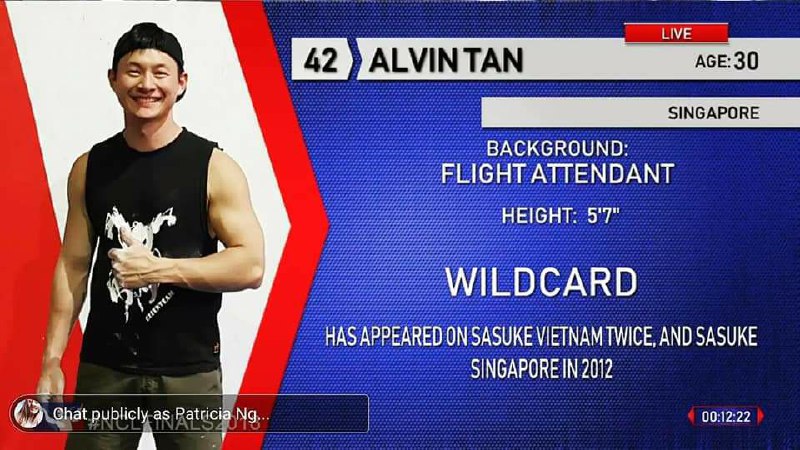 LIVE
42 ALVIN TAN AGE: 30
SINGAPORE
BACKGROUND:
FLIGHT ATTENDANT
HEIGHT: 5'7"
WILDCARD
HAS APPEARED ON SASUKE VIETNAM TWICE, AND SASUKE
SINGAPORE IN 2012
Chat publicly as Patricia Ng...
#NCLFINALS2018
00:12:22